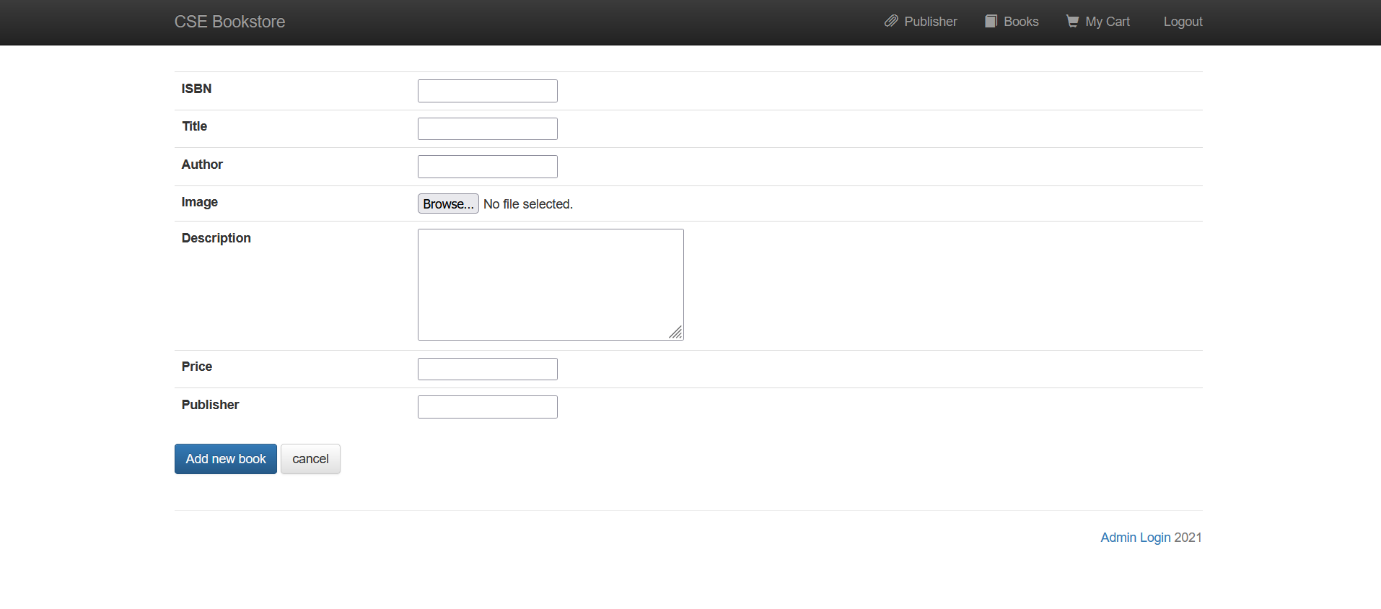 CSE Bookstore Publisher Books My Cart Logout
ISBN
Title
Author
Image Browse... No file selected.
Description
Price
Publisher
Add new book cancel
Admin Login 2021